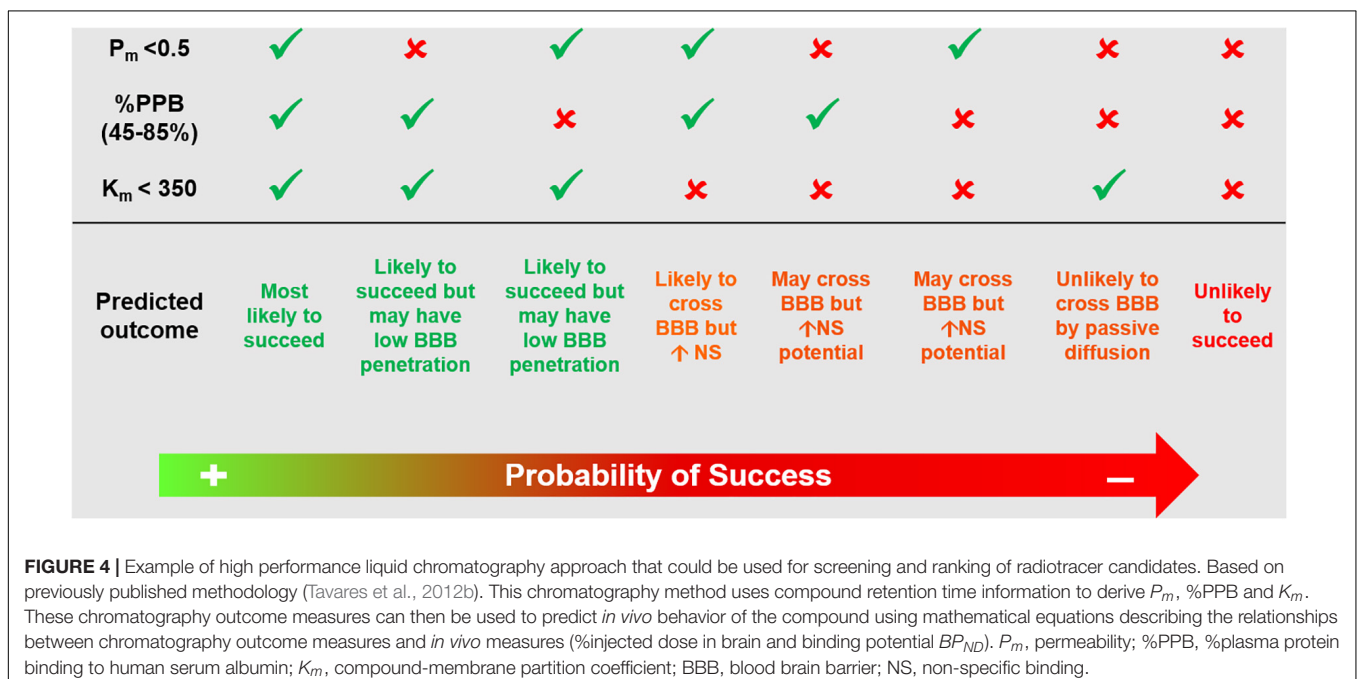 Pm <0.5
%PPB
(45-85%)
Km < 350
Predicted
outcome
Most
likely to
succeed
Likely to
succeed but
may have
low BBB
penetration
Likely to
succeed but
may have
low BBB
penetration
Likely to
cross
BBB but
↑ NS
May cross
BBB but
↑NS
potential
May cross
BBB but
↑NS
potential
Unlikely to
cross BBB
by passive
diffusion
Unlikely
to
succeed
+ Probability of Success −
FIGURE 4 | Example of high performance liquid chromatography approach that could be used for screening and ranking of radiotracer candidates. Based on
previously published methodology (Tavares et al., 2012b). This chromatography method uses compound retention time information to derive Pm, %PPB and Km.
These chromatography outcome measures can then be used to predict in vivo behavior of the compound using mathematical equations describing the relationships
between chromatography outcome measures and in vivo measures (%injected dose in brain and binding potential BPND). Pm, permeability; %PPB, %plasma protein
binding to human serum albumin; Km, compound-membrane partition coefficient; BBB, blood brain barrier; NS, non-specific binding.